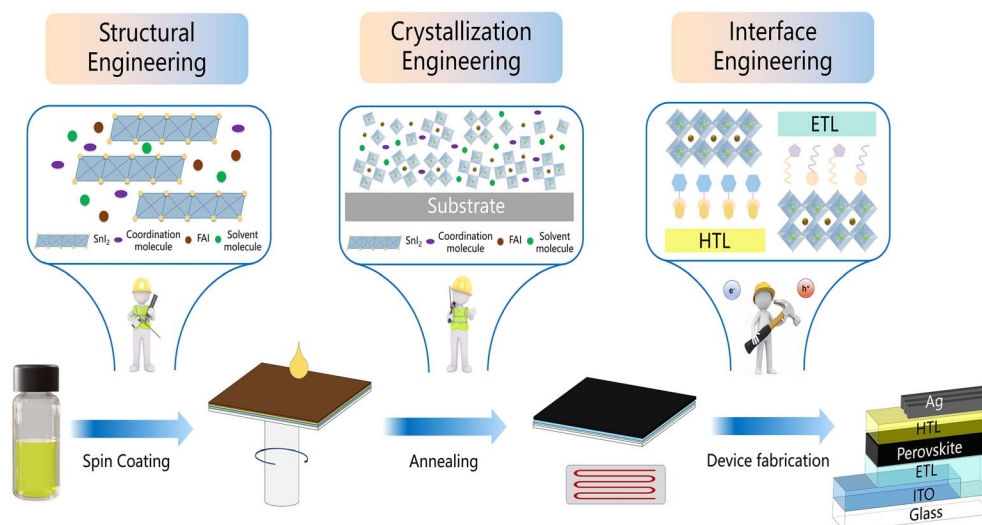 Structural
Engineering
Crystallization
Engineering
Interface
Engineering
SnI₂
Coordination
molecule
FAI
Solvent
molecule
Substrate
SnI₂
Coordination
molecule
FAI
Solvent
molecule
ETL
HTL
e⁻
h⁺
Spin Coating
Annealing
Device fabrication
Ag
HTL
Perovskite
ETL
ITO
Glass